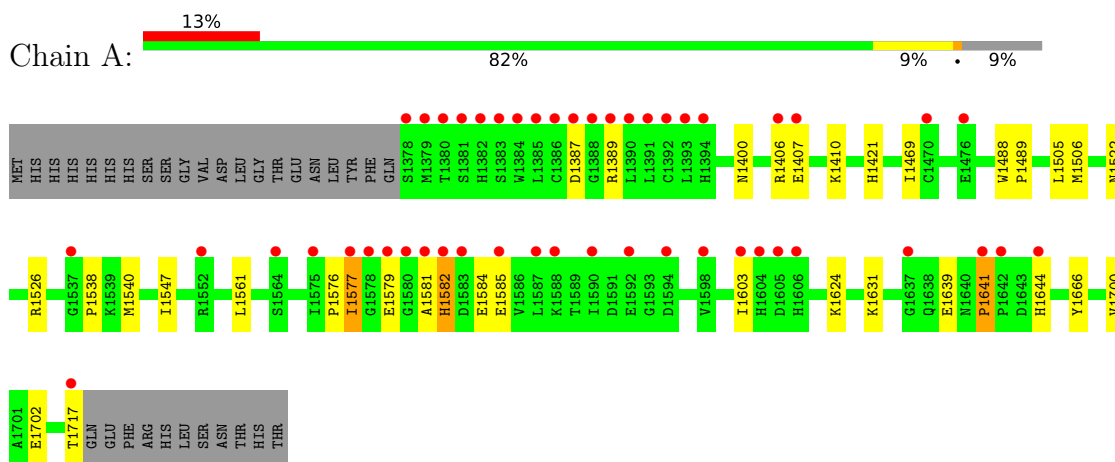 13%
Chain A:
82% 9% • 9%
MET HIS HIS HIS HIS HIS HIS SER SER GLY VAL ASP LEU GLY THR GLU ASN LEU TYR PHE GLN S1378 M1379 T1380 S1381 H1382 S1383 W1384 L1385 C1386 D1387 G1388 R1389 L1390 L1391 C1392 L1393 H1394 N1400 R1406 E1407 K1410 H1421 I1469 C1470 E1476 W1488 P1489 L1505 M1506
R1526 G1537 P1538 K1539 M1540 I1547 R1552 L1561 S1564 I1575 P1576 I1577 G1578 E1579 G1580 A1581 H1582 D1583 E1584 E1585 V1586 L1587 K1588 T1589 I1590 D1591 E1592 G1593 D1594 V1598 I1603 H1604 D1605 H1606 K1624 K1631 G1637 Q1638 E1639 N1640 P1641 P1642 D1643 H1644 Y1666
A1701 E1702 T1717 GLN GLU PHE ARG HIS LEU SER ASN THR HIS THR